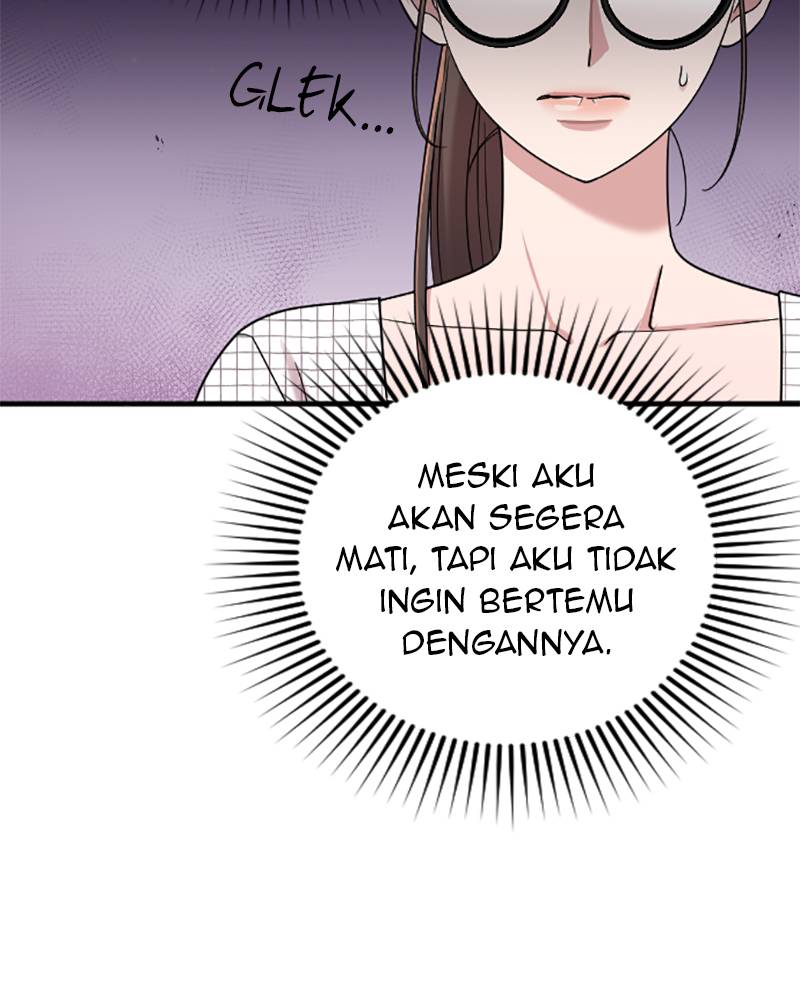 GLEK...
MESKI AKU
AKAN SEGERA
MATI, TAPI AKU TIDAK
INGIN BERTEMU
DENGANNYA.